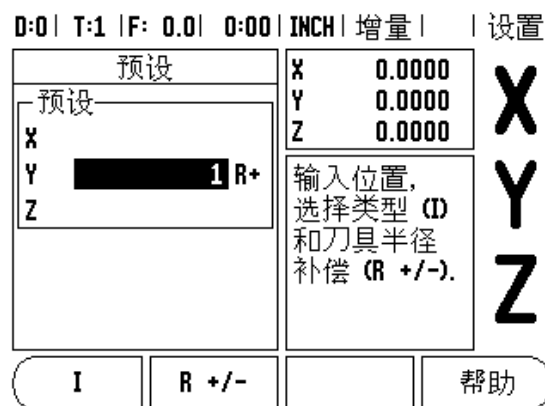 D:0 | T:1 | F: 0.0 | 0:00 | INCH | 增量 | | 设置
预设
预设
X
Y 1 R+
Z
X 0.0000
Y 0.0000
Z 0.0000
输入位置,
选择类型 (I)
和刀具半径
补偿 (R +/-).
X
Y
Z
I
R +/-
帮助